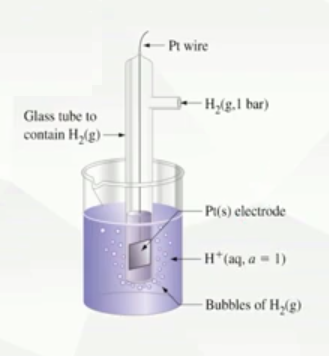 Pt wire
H₂(g,1 bar)
Glass tube to
contain H₂(g)
Pt(s) electrode
H⁺(aq, a = 1)
Bubbles of H₂(g)